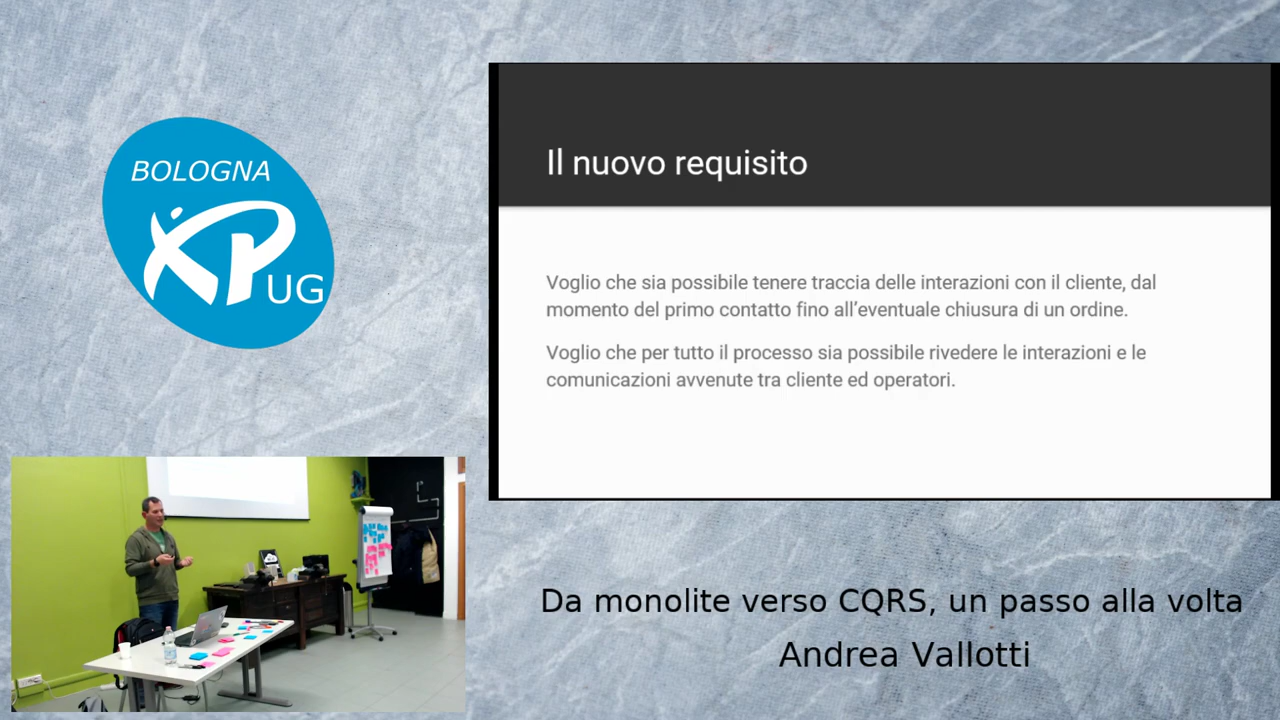 BOLOGNA
XP
UG
Il nuovo requisito
Voglio che sia possibile tenere traccia delle interazioni con il cliente, dal
momento del primo contatto fino all’eventuale chiusura di un ordine.
Voglio che per tutto il processo sia possibile rivedere le interazioni e le
comunicazioni avvenute tra cliente ed operatori.
Da monolite verso CQRS, un passo alla volta
Andrea Vallotti